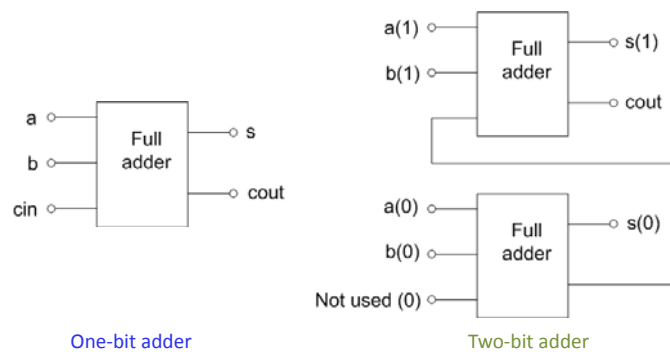 a
b
cin
Full
adder
s
cout
One-bit adder
a(1)
b(1)
Full
adder
s(1)
cout
a(0)
b(0)
Not used (0)
Full
adder
s(0)
Two-bit adder